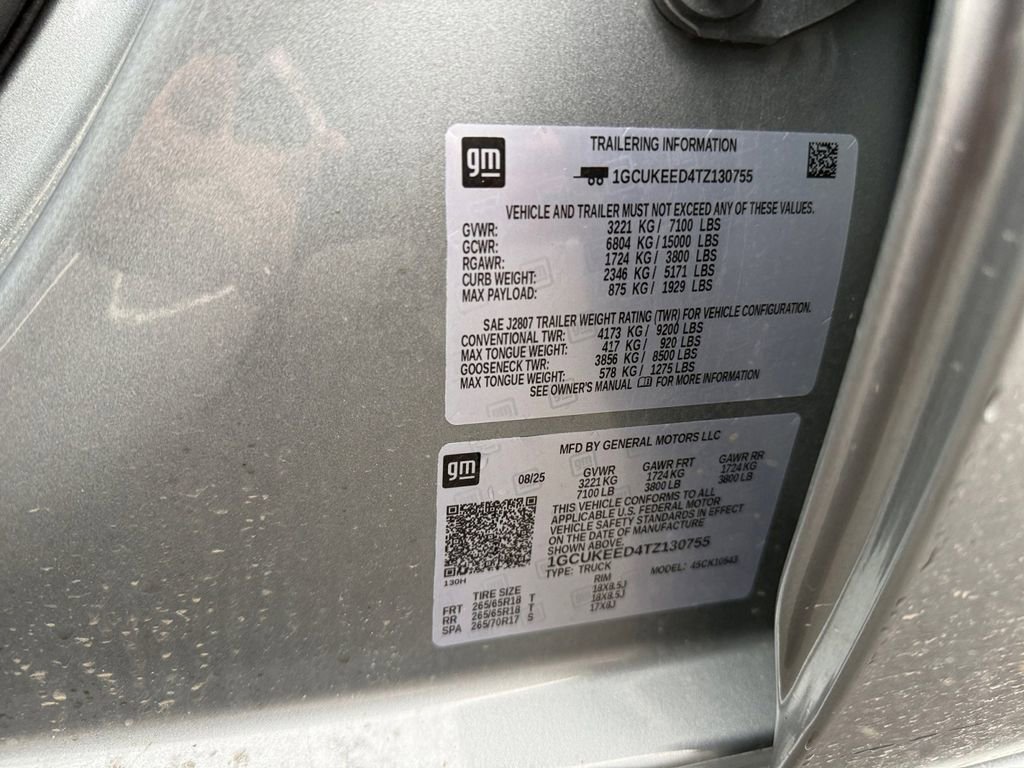 gm
TRAILERING INFORMATION
1GCUKEED4TZ130755
VEHICLE AND TRAILER MUST NOT EXCEED ANY OF THESE VALUES.
GVWR: 3221 KG / 7100 LBS
GCWR: 6804 KG / 15000 LBS
RGAWR: 1724 KG / 3800 LBS
CURB WEIGHT: 2346 KG / 5171 LBS
MAX PAYLOAD: 875 KG / 1929 LBS
SAE J2807 TRAILER WEIGHT RATING (TWR) FOR VEHICLE CONFIGURATION.
CONVENTIONAL TWR: 4173 KG / 9200 LBS
MAX TONGUE WEIGHT: 417 KG / 920 LBS
GOOSENECK TWR: 3856 KG / 8500 LBS
MAX TONGUE WEIGHT: 578 KG / 1275 LBS
SEE OWNER'S MANUAL FOR MORE INFORMATION
gm
MFD BY GENERAL MOTORS LLC
08/25 GVWR GAWR FRT GAWR RR
3221 KG 1724 KG 1724 KG
7100 LB 3800 LB 3800 LB
THIS VEHICLE CONFORMS TO ALL
APPLICABLE U.S. FEDERAL MOTOR
VEHICLE SAFETY STANDARDS IN EFFECT
ON THE DATE OF MANUFACTURE
SHOWN ABOVE.
1GCUKEED4TZ130755
TYPE: TRUCK MODEL: 4SCK10543
130H
TIRE SIZE RIM
FRT 265/65R18 T 18X8.5J
RR 265/65R18 T 18X8.5J
SPA 265/70R17 S 17X8J